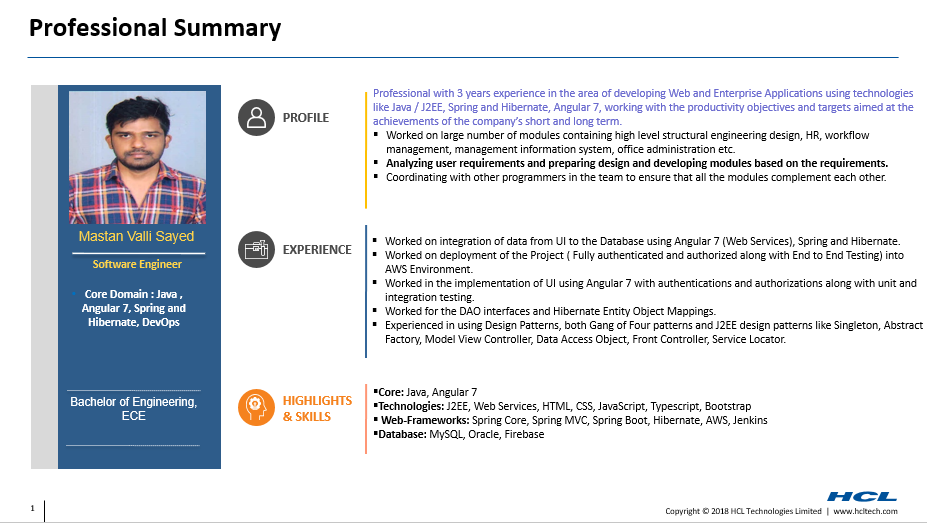 Professional Summary
Mastan Valli Sayed
Software Engineer
Core Domain : Java ,
Angular 7, Spring and
Hibernate, DevOps
Bachelor of Engineering,
ECE
PROFILE
Professional with 3 years experience in the area of developing Web and Enterprise Applications using technologies
like Java / J2EE, Spring and Hibernate, Angular 7, working with the productivity objectives and targets aimed at the
achievements of the company's short and long term.
▪ Worked on large number of modules containing high level structural engineering design, HR, workflow
management, management information system, office administration etc.
▪ Analyzing user requirements and preparing design and developing modules based on the requirements.
▪ Coordinating with other programmers in the team to ensure that all the modules complement each other.
EXPERIENCE
▪ Worked on integration of data from UI to the Database using Angular 7 (Web Services), Spring and Hibernate.
▪ Worked on deployment of the Project ( Fully authenticated and authorized along with End to End Testing) into
AWS Environment.
▪ Worked in the implementation of UI using Angular 7 with authentications and authorizations along with unit and
integration testing.
▪ Worked for the DAO interfaces and Hibernate Entity Object Mappings.
▪ Experienced in using Design Patterns, both Gang of Four patterns and J2EE design patterns like Singleton, Abstract
Factory, Model View Controller, Data Access Object, Front Controller, Service Locator.
HIGHLIGHTS
& SKILLS
▪Core: Java, Angular 7
▪Technologies: J2EE, Web Services, HTML, CSS, JavaScript, Typescript, Bootstrap
▪ Web-Frameworks: Spring Core, Spring MVC, Spring Boot, Hibernate, AWS, Jenkins
▪Database: MySQL, Oracle, Firebase
1
HCL
Copyright © 2018 HCL Technologies Limited | www.hcltech.com